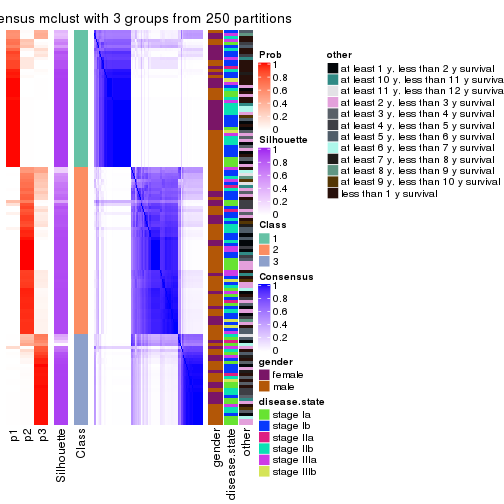 ensus mclust with 3 groups from 250 partitions
Prob
1
0.8
0.6
0.4
0.2
0
Silhouette
1
0.8
0.6
0.4
0.2
0
Class
1
2
3
Consensus
1
0.8
0.6
0.4
0.2
0
gender
female
male
disease.state
stage Ia
stage Ib
stage IIa
stage IIb
stage IIIa
stage IIIb
other
at least 1 y. less than 2 y survival
at least 10 y. less than 11 y surviva
at least 11 y. less than 12 y surviva
at least 2 y. less than 3 y survival
at least 3 y. less than 4 y survival
at least 4 y. less than 5 y survival
at least 5 y. less than 6 y survival
at least 6 y. less than 7 y survival
at least 7 y. less than 8 y survival
at least 8 y. less than 9 y survival
at least 9 y. less than 10 y survival
less than 1 y survival
p1
p2
p3
Silhouette
Class
gender
disease.state
other